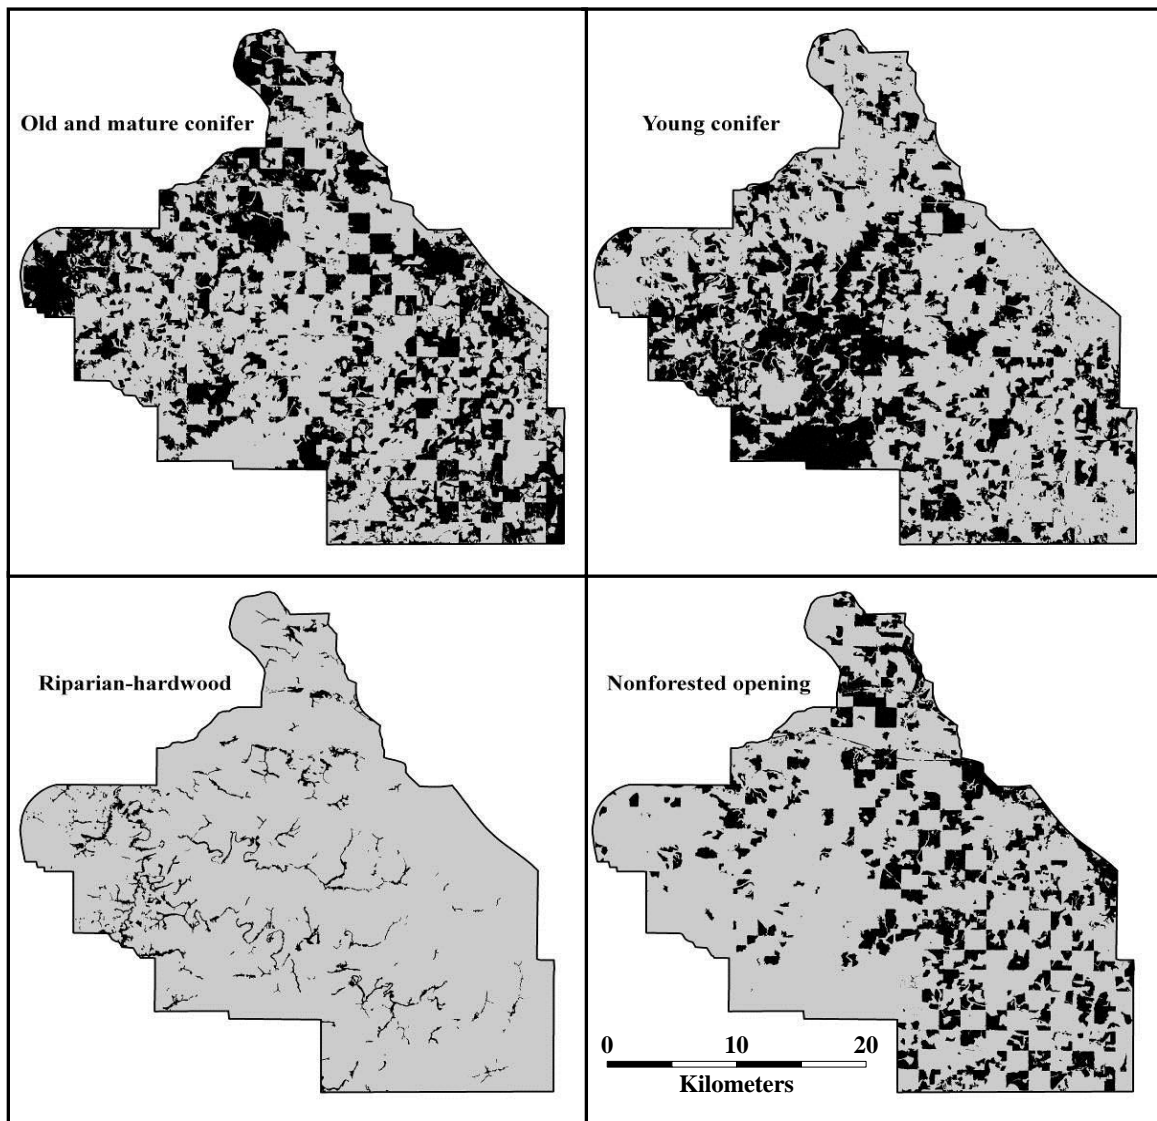 Old and mature conifer
Young conifer
Riparian-hardwood
Nonforested opening
0 10 20
Kilometers